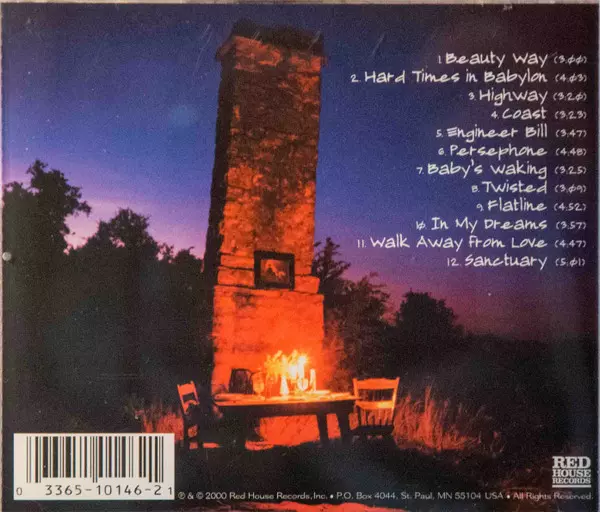 1. Beauty Way (3.00)
2. Hard Times in Babylon (4.03)
3. Highway (3.20)
4. Coast (3.23)
5. Engineer Bill (3.47)
6. Persephone (4.48)
7. Baby's Waking (3.25)
8. Twisted (3.09)
9. Flatline (4.52)
10. In My Dreams (3.57)
11. Walk Away from Love (4.47)
12. Sanctuary (5.01)
RED
HOUSE
RECORDS
0 33651-0146-2 1
℗ & © 2000 Red House Records, Inc. • P.O. Box 4044, St. Paul, MN 55104 USA • All Rights Reserved.